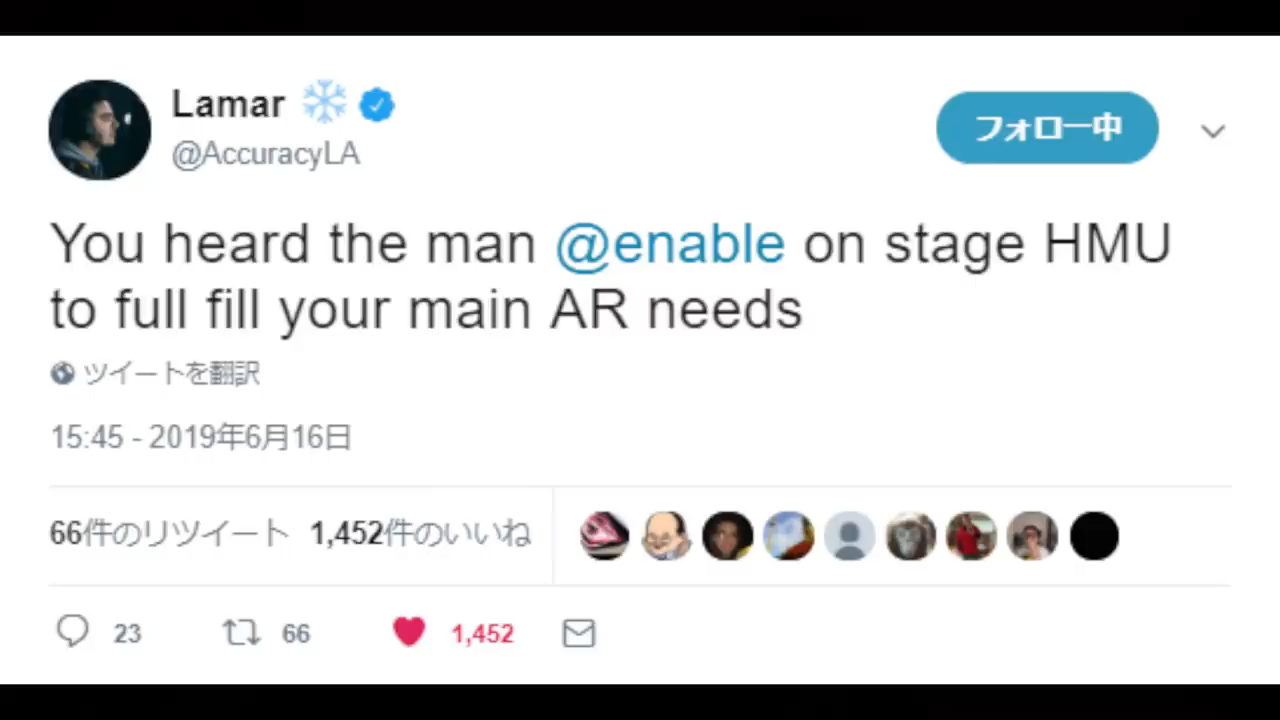 Lamar ❄️
@AccuracyLA
フォロー中
You heard the man @enable on stage HMU
to full fill your main AR needs
ツイートを翻訳
15:45 - 2019年6月16日
66件のリツイート 1,452件のいいね
23 66 1,452